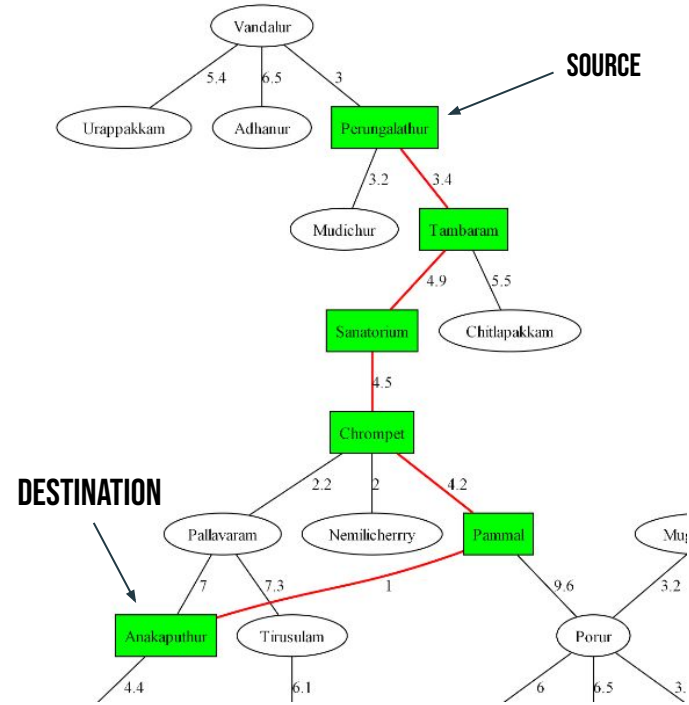 Vandalur
SOURCE
5.4
6.5
3
Urappakkam
Adhanur
Perungalathur
3.2
3.4
Mudichur
Tambaram
4.9
5.5
Sanatorium
Chitlapakkam
4.5
Chrompet
DESTINATION
2.2
2
4.2
Pallavaram
Nemilicherrry
Pammal
Mug
7
7.3
1
9.6
3.2
Anakaputhur
Tirusulam
Porur
4.4
6.1
6
6.5
3.